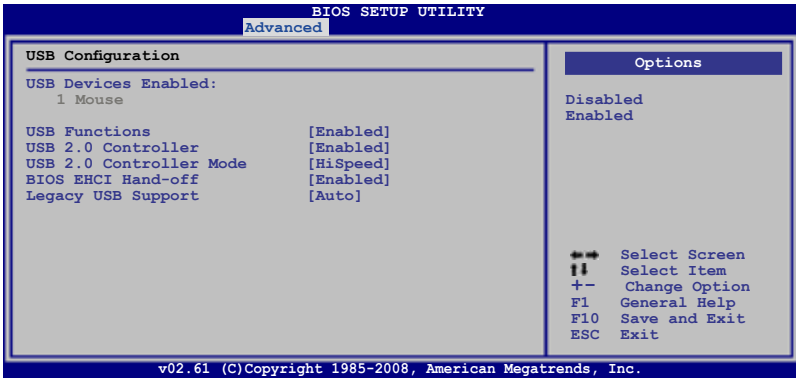 BIOS SETUP UTILITY
Advanced
USB Configuration
USB Devices Enabled:
1 Mouse
USB Functions [Enabled]
USB 2.0 Controller [Enabled]
USB 2.0 Controller Mode [HiSpeed]
BIOS EHCI Hand-off [Enabled]
Legacy USB Support [Auto]
Options
Disabled
Enabled
←→ Select Screen
↑↓ Select Item
+- Change Option
F1 General Help
F10 Save and Exit
ESC Exit
v02.61 (C)Copyright 1985-2008, American Megatrends, Inc.